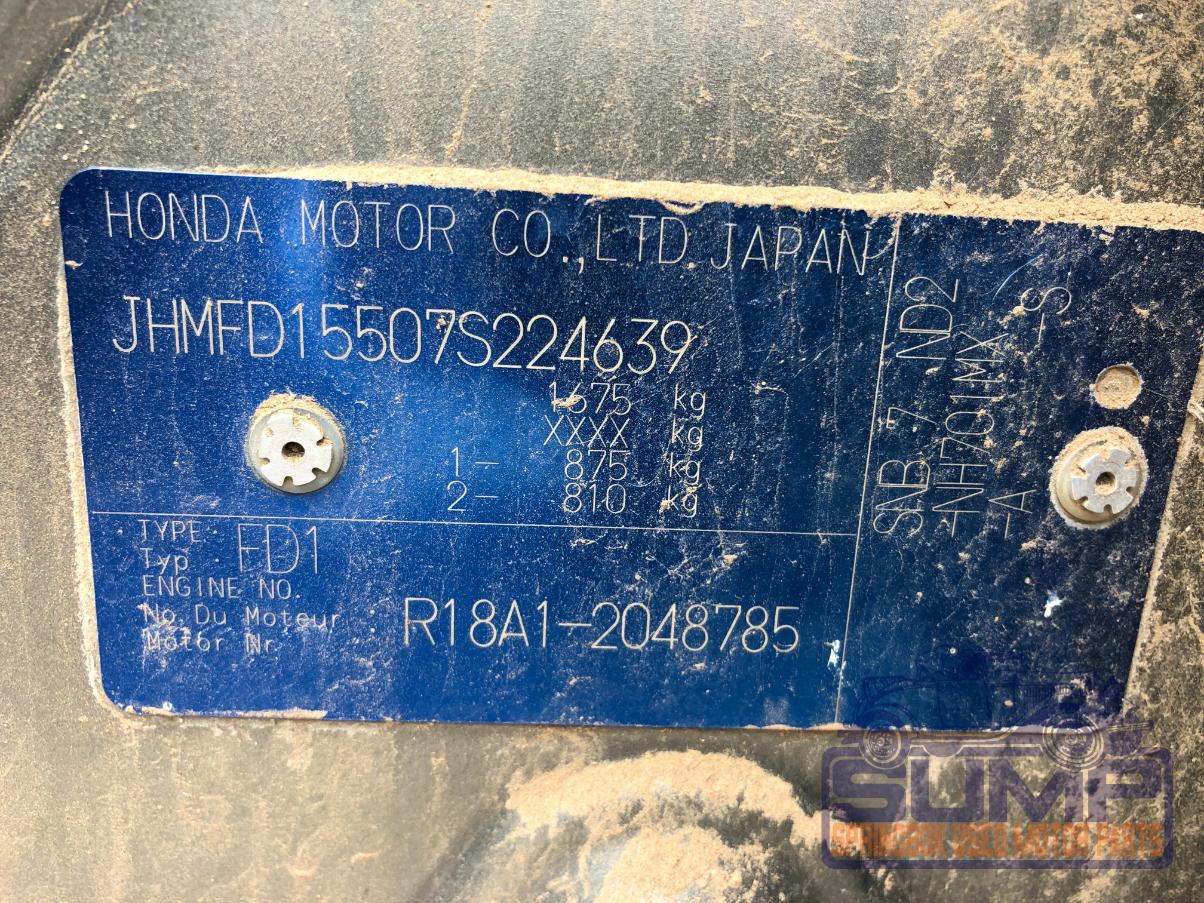 HONDA MOTOR CO.,LTD.JAPAN
JHMFD15507S224639
1675 kg
XXXX kg
1- 875 kg
2- 810 kg
TYPE
Typ FD1
ENGINE NO.
No.Du Moteur
Motor Nr. R18A1-2048785
SNB 7 ND2
-NH701MX -S
-A
SUMP
SPRINGBOK USED MOTOR PARTS